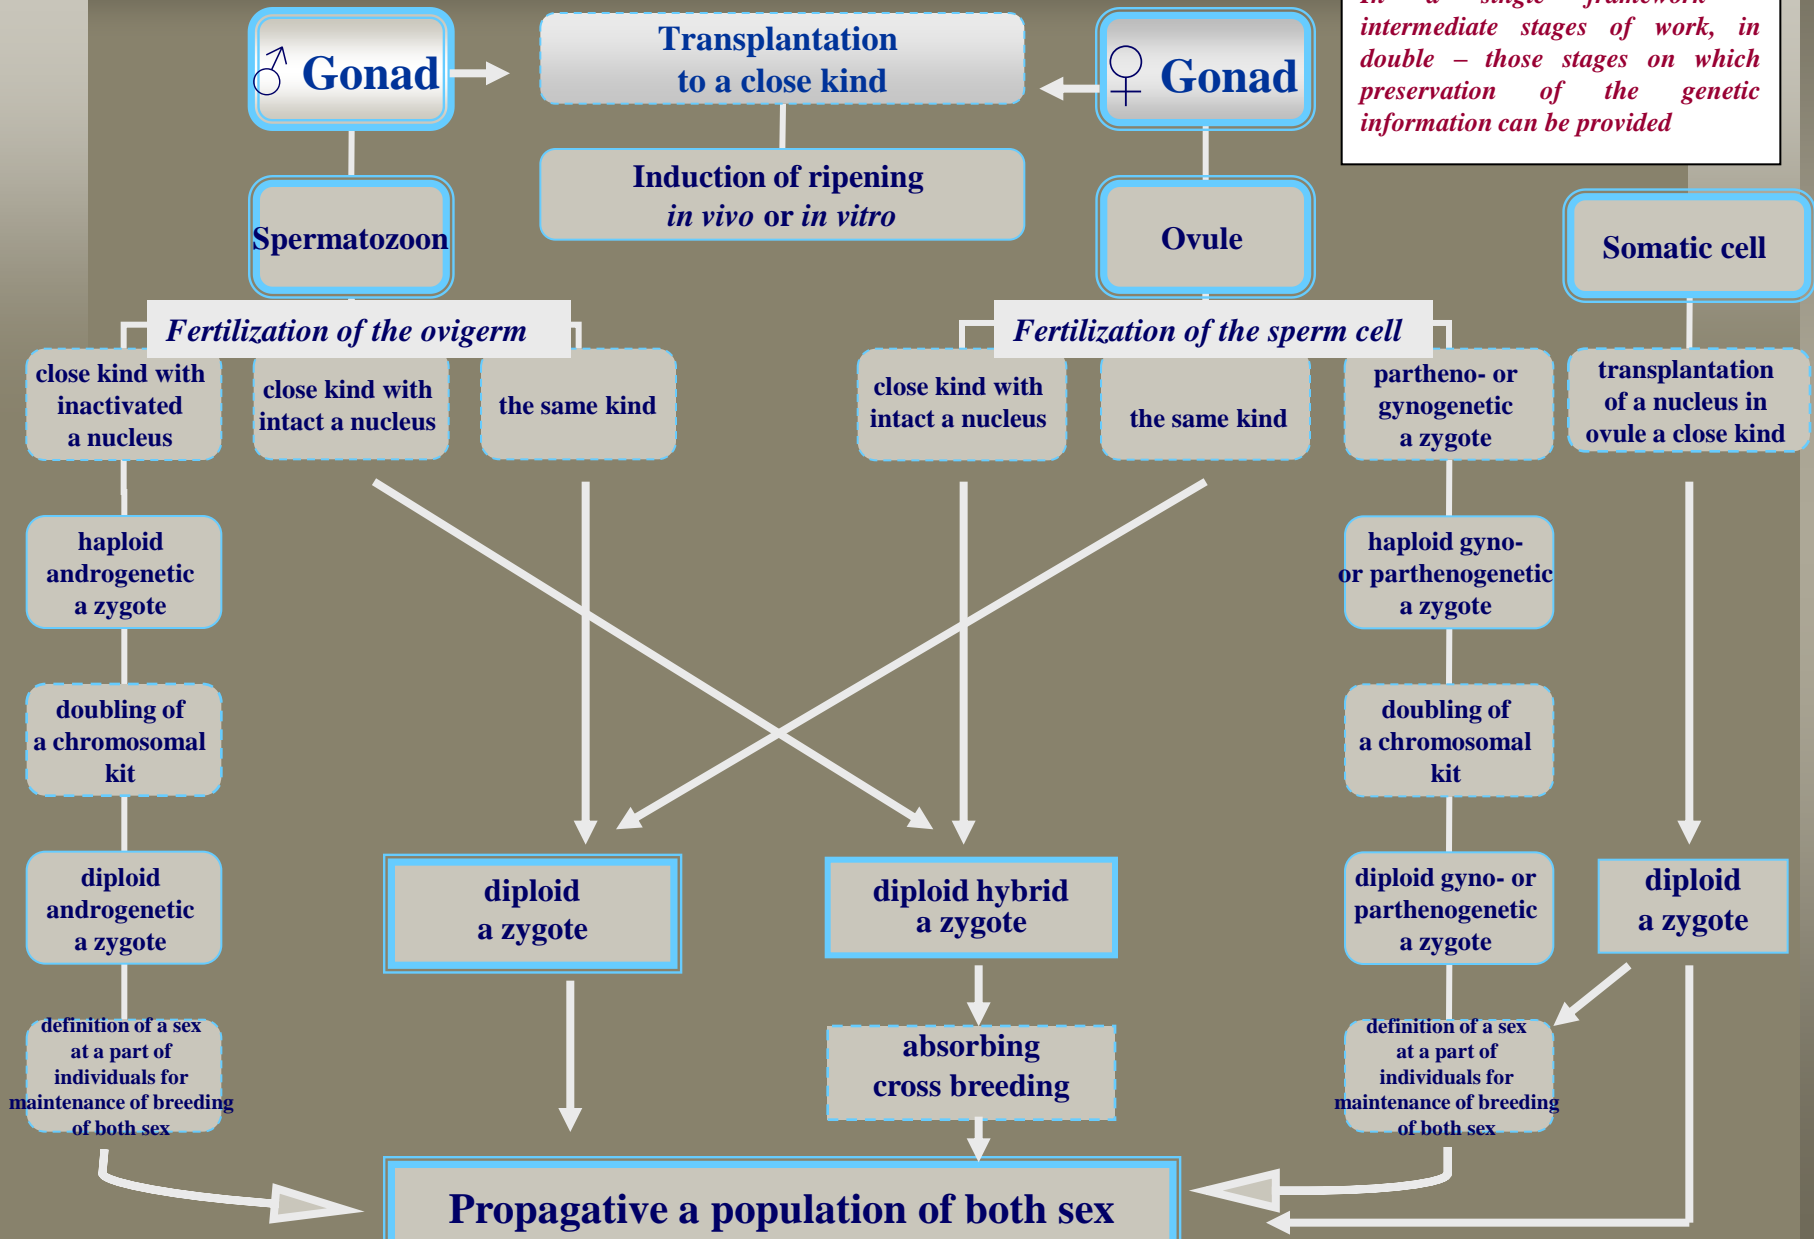 In a single framework
intermediate stages of work, in
double – those stages on which
preservation of the genetic
information can be provided
♂ Gonad
Transplantation
to a close kind
♀ Gonad
Induction of ripening
in vivo or in vitro
Spermatozoon
Ovule
Somatic cell
Fertilization of the ovigerm
Fertilization of the sperm cell
close kind with
inactivated
a nucleus
close kind with
intact a nucleus
the same kind
close kind with
intact a nucleus
the same kind
partheno- or
gynogenetic
a zygote
transplantation
of a nucleus in
ovule a close kind
haploid
androgenetic
a zygote
haploid gyno-
or parthenogenetic
a zygote
doubling of
a chromosomal
kit
doubling of
a chromosomal
kit
diploid
androgenetic
a zygote
diploid
a zygote
diploid hybrid
a zygote
diploid gyno- or
parthenogenetic
a zygote
diploid
a zygote
definition of a sex
at a part of
individuals for
maintenance of breeding
of both sex
absorbing
cross breeding
definition of a sex
at a part of
individuals for
maintenance of breeding
of both sex
Propagative a population of both sex